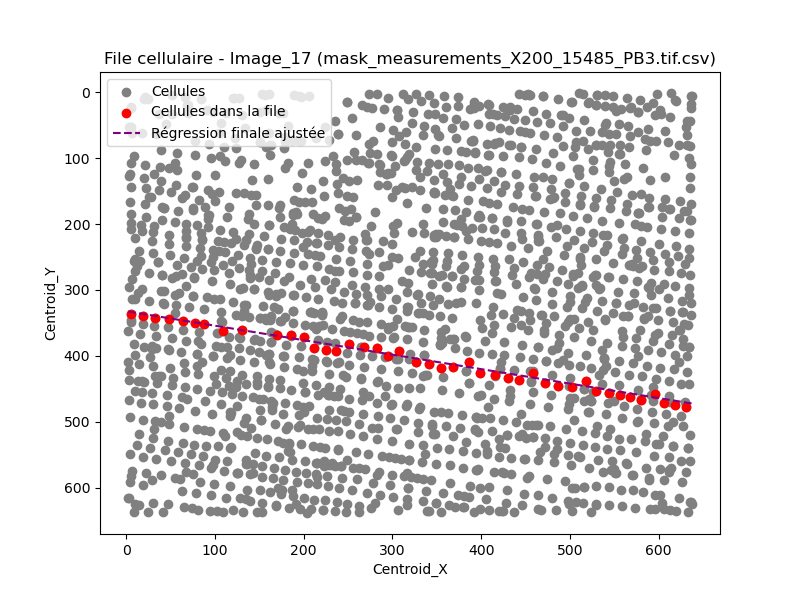 File cellulaire - Image_17 (mask_measurements_X200_15485_PB3.tif.csv)
Cellules
Cellules dans la file
Régression finale ajustée
0
100
200
300
400
500
600
Centroid_Y
0 100 200 300 400 500 600
Centroid_X